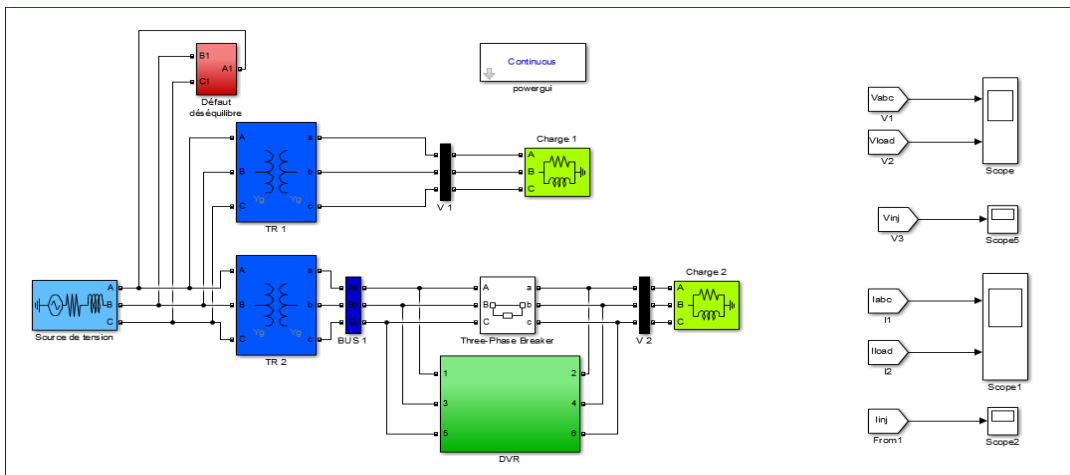 B1
C1
A1
Défaut
déséquilibre
Continuous
powergui
A
B
C
Yg
Yg
a
b
c
TR 1
V 1
Charge 1
A
B
C
Vabc
V1
Vload
V2
Scope
Vinj
V3
Scope5
A
B
C
Source de tension
A
B
C
Yg
Yg
a
b
c
TR 2
BUS 1
A
B
C
a
b
c
Three-Phase Breaker
V 2
Charge 2
A
B
C
1
3
5
2
4
6
DVR
Iabc
I1
Iload
I2
Scope1
Iinj
From1
Scope2